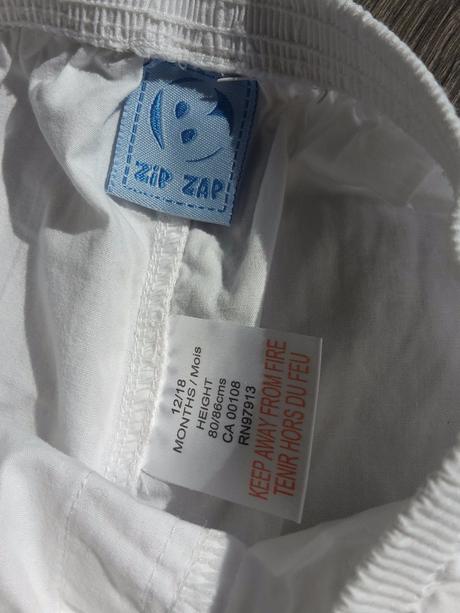 ZiP ZAP
12/18
MONTHS/Mois
HEIGHT
80/86cms
CA 00108
RN97913
KEEP AWAY FROM FIRE
TENIR HORS DU FEU